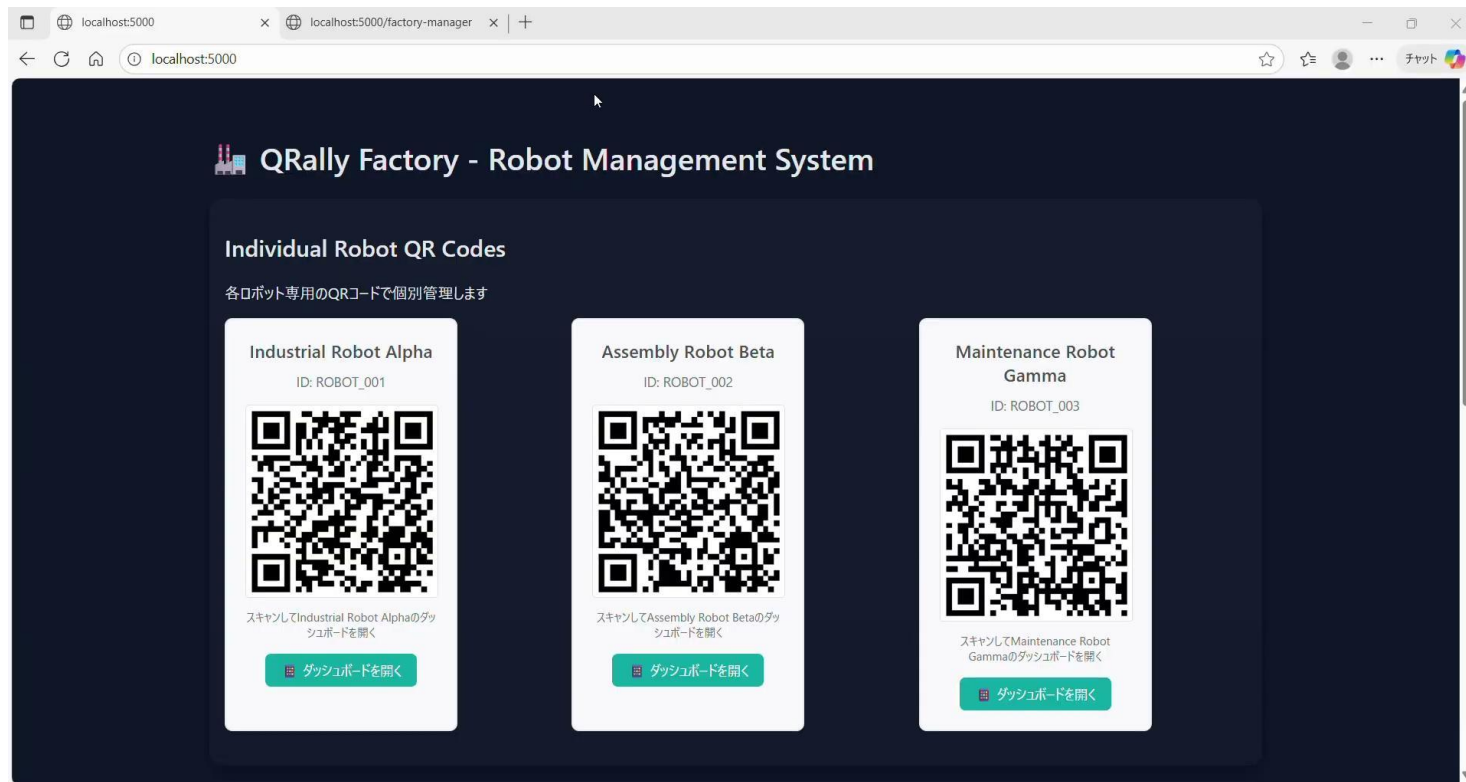 localhost:5000
localhost:5000/factory-manager
localhost:5000
チャット
QRally Factory - Robot Management System
Individual Robot QR Codes
各ロボット専用のQRコードで個別管理します
Industrial Robot Alpha
ID: ROBOT_001
スキャンしてIndustrial Robot Alphaのダッ
シュボードを開く
ダッシュボードを開く
Assembly Robot Beta
ID: ROBOT_002
スキャンしてAssembly Robot Betaのダッ
シュボードを開く
ダッシュボードを開く
Maintenance Robot
Gamma
ID: ROBOT_003
スキャンしてMaintenance Robot
Gammaのダッシュボードを開く
ダッシュボードを開く